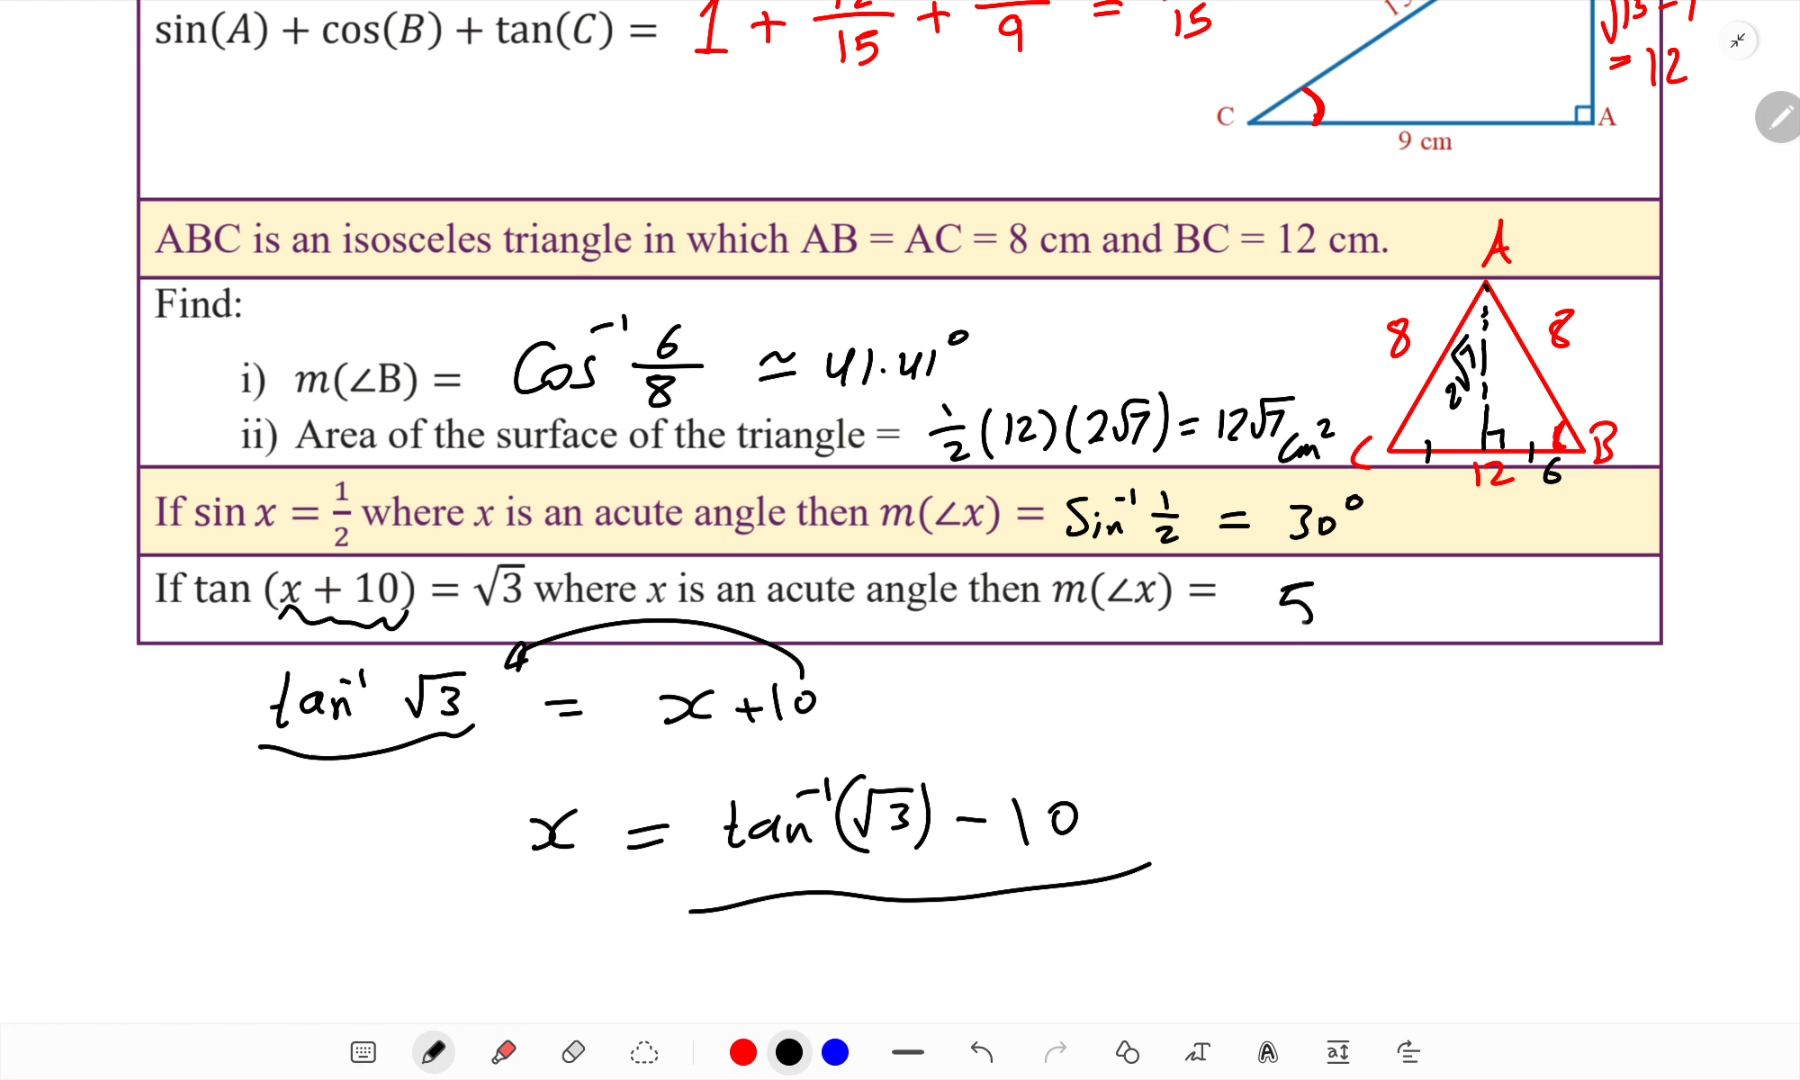 sin(A) + cos(B) + tan(C) = 1 + 12/15 + /9 = /15
= 12
C
A
9 cm
ABC is an isosceles triangle in which AB = AC = 8 cm and BC = 12 cm.
A
Find:
8
8
2√7
i) m(∠B) = Cos⁻¹ 6/8 ≃ 41.41°
ii) Area of the surface of the triangle = 1/2 (12)(2√7) = 12√7 cm²
C
B
12
6
If sin x = 1/2 where x is an acute angle then m(∠x) = Sin⁻¹ 1/2 = 30°
If tan (x + 10) = √3 where x is an acute angle then m(∠x) = 5
tan⁻¹ √3 = x + 10
x = tan⁻¹(√3) - 10